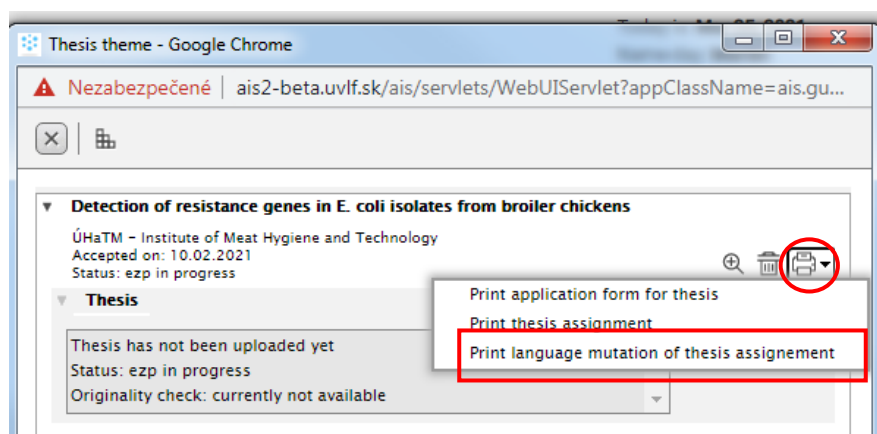 Thesis theme - Google Chrome
Nezabezpečené | ais2-beta.uvlf.sk/ais/servlets/WebUIServlet?appClassName=ais.gu...
Detection of resistance genes in E. coli isolates from broiler chickens
ÚHaTM – Institute of Meat Hygiene and Technology
Accepted on: 10.02.2021
Status: ezp in progress
Print application form for thesis
Print thesis assignment
Print language mutation of thesis assignement
Thesis
Thesis has not been uploaded yet
Status: ezp in progress
Originality check: currently not available